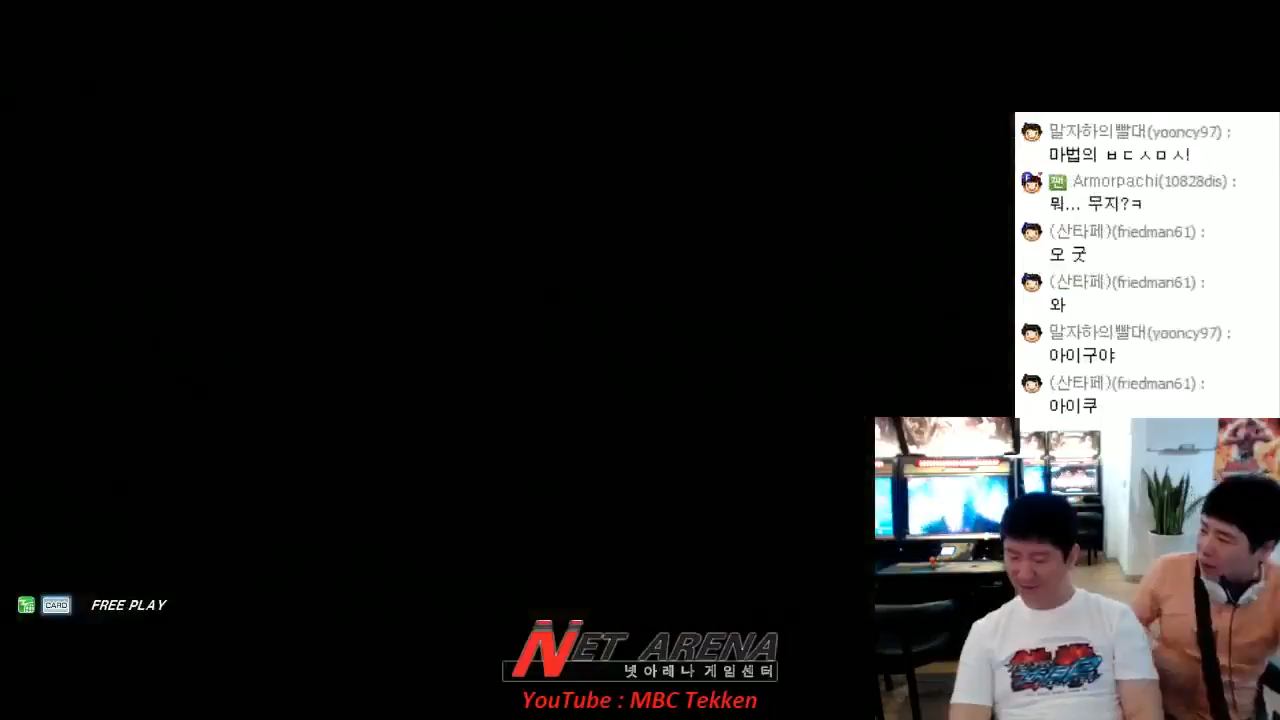 말자하의빨대(yooncy97) :
마법의 ㅂㄷㅅㅁㅅ!
팬 Armorpachi(10828dis) :
뭐... 무지?ㅋ
(산타페)(friedman61) :
오 굿
(산타페)(friedman61) :
와
말자하의빨대(yooncy97) :
아이구야
(산타페)(friedman61) :
아이쿠
CARD FREE PLAY
NET ARENA
넷아레나 게임센터
YouTube : MBC Tekken